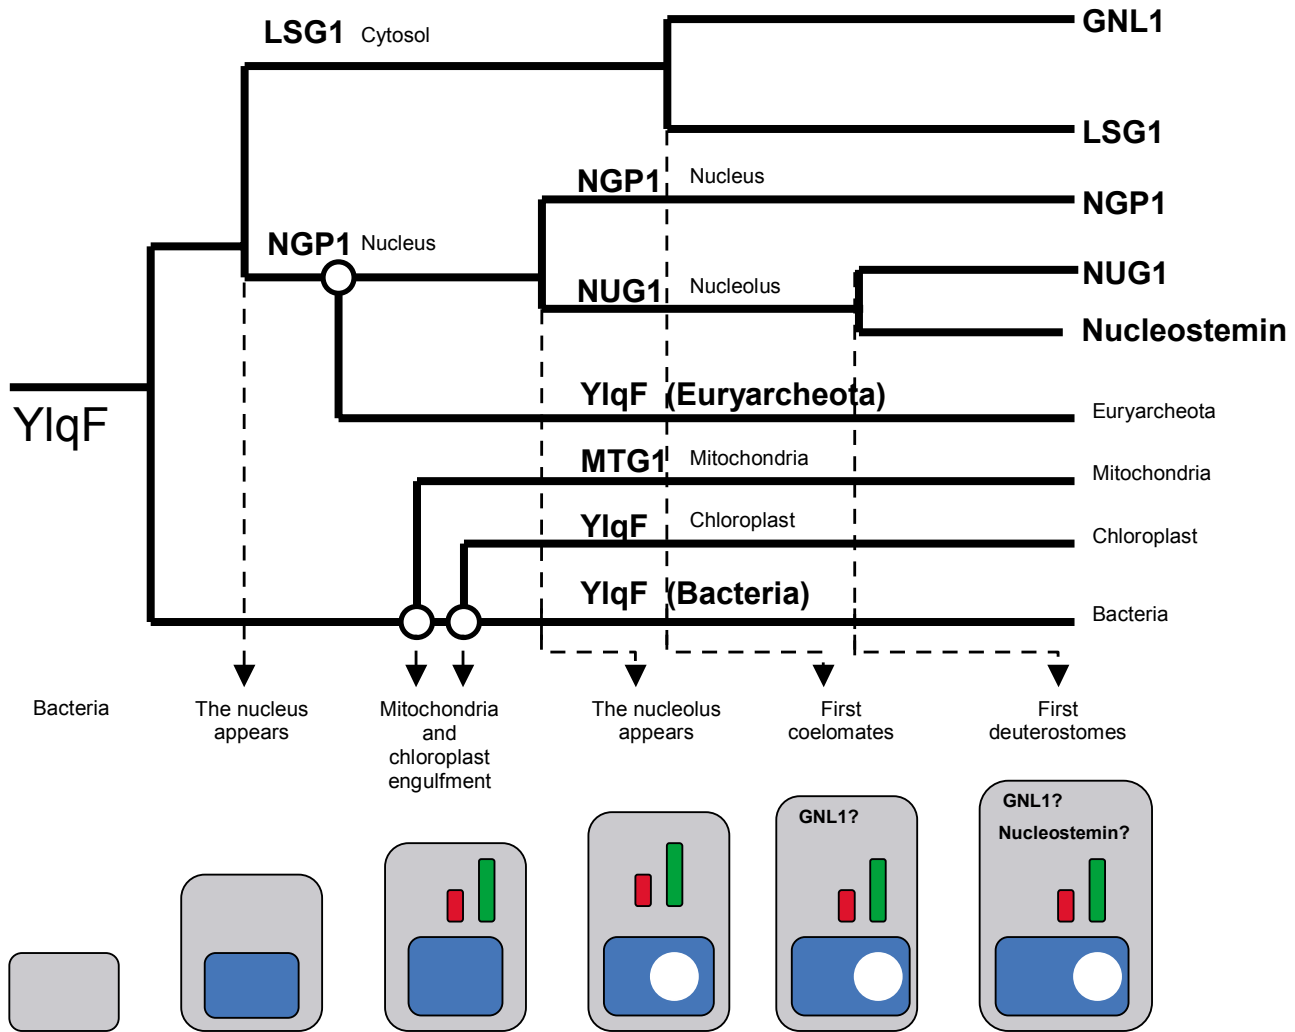 LSG1 Cytosol
GNL1
LSG1
NGP1 Nucleus
NGP1
NGP1 Nucleus
NUG1 Nucleolus
NUG1
Nucleostemin
YlqF
YlqF (Euryarcheota)
Euryarcheota
MTG1 Mitochondria
Mitochondria
YlqF Chloroplast
Chloroplast
YlqF (Bacteria)
Bacteria
Bacteria
The nucleus
appears
Mitochondria
and
chloroplast
engulfment
The nucleolus
appears
First
coelomates
First
deuterostomes
GNL1?
GNL1?
Nucleostemin?